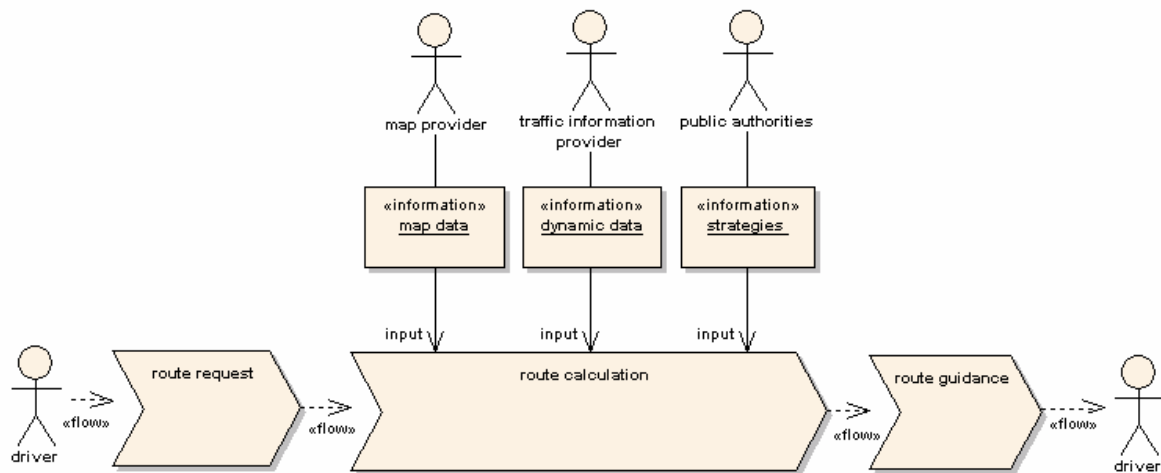 map provider
traffic information
provider
public authorities
«information»
map data
«information»
dynamic data
«information»
strategies
input
input
input
route request
route calculation
route guidance
«flow»
«flow»
«flow»
«flow»
driver
driver